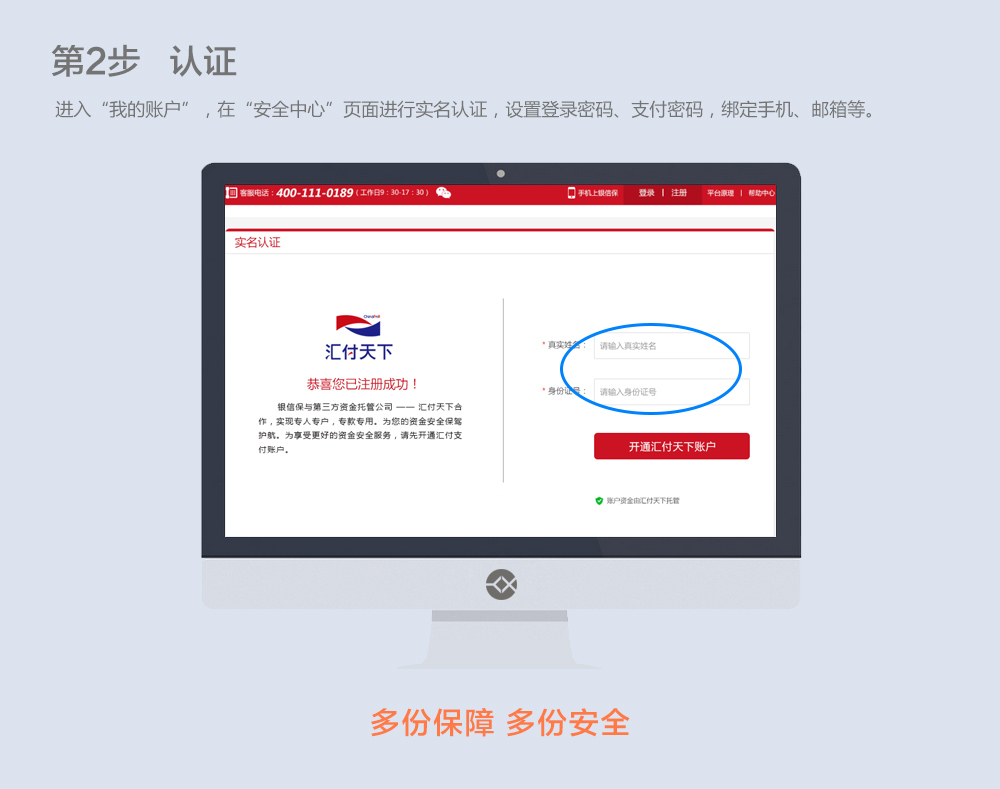 第2步 认证
进入“我的账户”，在“安全中心”页面进行实名认证，设置登录密码、支付密码，绑定手机、邮箱等。
客服电话：400-111-0189（工作日9：30-17：30） 手机上银信保 登录 | 注册 平台原理 | 帮助中心
实名认证
ChinaPnR
汇付天下
恭喜您已注册成功！
银信保与第三方资金托管公司 —— 汇付天下合
作，实现专人专户，专款专用。为您的资金安全保驾
护航。为享受更好的资金安全服务，请先开通汇付支
付账户。
* 真实姓名： 请输入真实姓名
* 身份证号： 请输入身份证号
开通汇付天下账户
账户资金由汇付天下托管
多份保障 多份安全